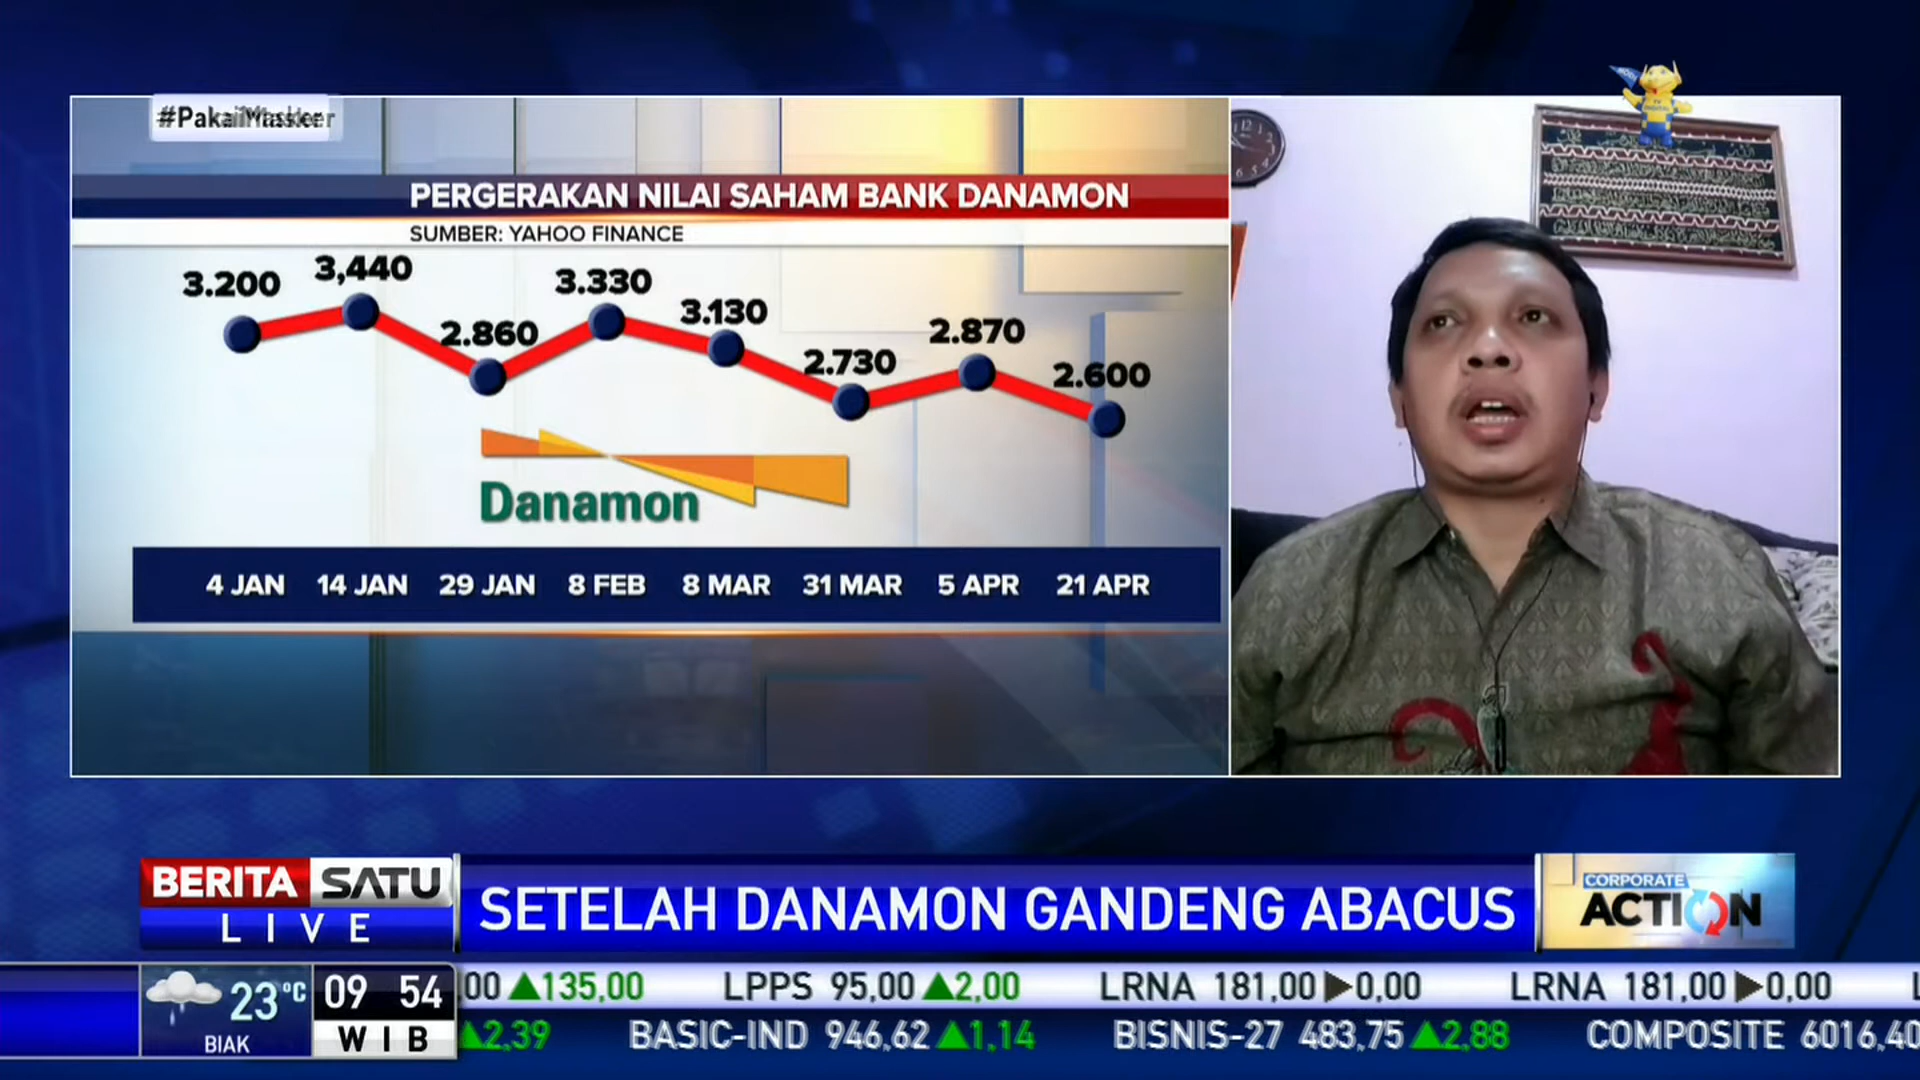 #PakaiMasker
PERGERAKAN NILAI SAHAM BANK DANAMON
SUMBER: YAHOO FINANCE
3.200
3,440
2.860
3.330
3.130
2.730
2.870
2.600
Danamon
4 JAN
14 JAN
29 JAN
8 FEB
8 MAR
31 MAR
5 APR
21 APR
BERITA SATU
LIVE
SETELAH DANAMON GANDENG ABACUS
CORPORATE
ACTION
23°C
BIAK
09 54
WIB
,00 ▲135,00 LPPS 95,00 ▲2,00 LRNA 181,00 ▶0,00 LRNA 181,00 ▶0,00
▲2,39 BASIC-IND 946,62 ▲1,14 BISNIS-27 483,75 ▲2,88 COMPOSITE 6016,40